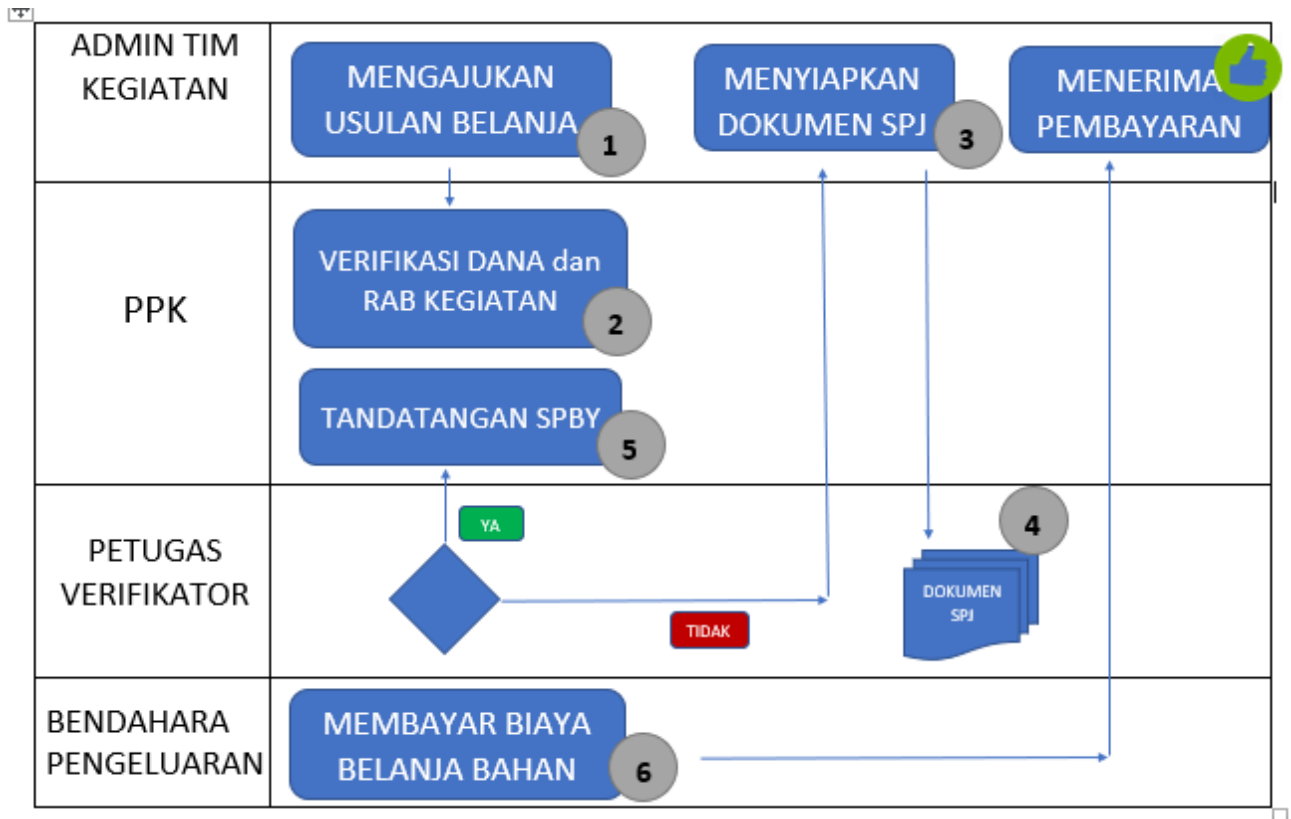 ADMIN TIM
KEGIATAN
MENGAJUKAN
USULAN BELANJA
1
MENYIAPKAN
DOKUMEN SPJ
3
MENERIMA
PEMBAYARAN
PPK
VERIFIKASI DANA dan
RAB KEGIATAN
2
TANDATANGAN SPBY
5
PETUGAS
VERIFIKATOR
YA
TIDAK
4
DOKUMEN
SPJ
BENDAHARA
PENGELUARAN
MEMBAYAR BIAYA
BELANJA BAHAN
6